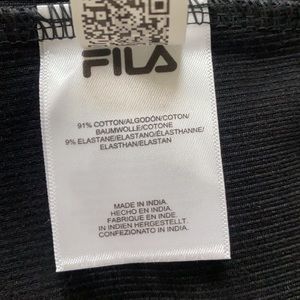 FILA
91% COTTON/ALGODÓN/COTON/
BAUMWOLLE/COTONE
9% ELASTANE/ELASTANO/ÉLASTHANNE/
ELASTHAN/ELASTAN
MADE IN INDIA
HECHO EN INDIA.
FABRIQUE EN INDE.
IN INDIEN HERGESTELLT.
CONFEZIONATO IN INDIA.